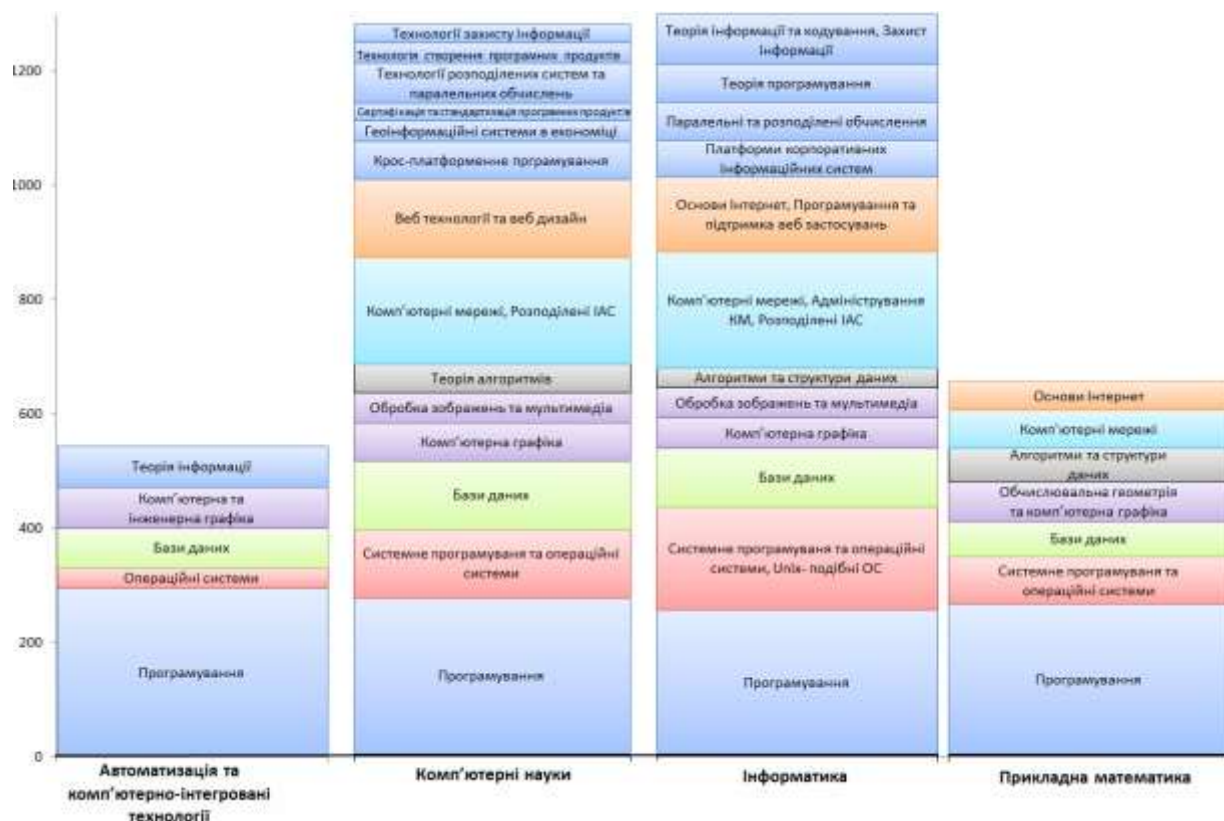 1200
1000
800
600
400
200
0
Теорія інформації
Комп'ютерна та
інженерна графіка
Бази даних
Операційні системи
Програмування
Технології захисту інформації
Технологія створення програмних продуктів
Технології розподілених систем та
паралельних обчислень
Сертифікація та стандартизація програмних продуктів
Геоінформаційні системи в економіці
Крос-платформенне прграмування
Веб технології та веб дизайн
Комп'ютерні мережі, Розподілені ІАС
Теорія алгоритмів
Обробка зображень та мультимедіа
Комп'ютерна графіка
Бази даних
Системне програмуваня та операційні
системи
Програмування
Теорія інформації та кодування, Захист
інформації
Теорія програмування
Паралельні та розподілені обчислення
Платформи корпоративних
інформаційних систем
Основи Інтернет, Програмування та
підтримка веб застосувань
Комп'ютерні мережі, Адміністрування
КМ, Розподілені ІАС
Алгоритми та структури даних
Обробка зображень та мультимедіа
Комп'ютерна графіка
Бази даних
Системне програмуваня та операційні
системи, Unix- подібні ОС
Програмування
Основи Інтернет
Комп'ютерні мережі
Алгоритми та структури
даних
Обчислювальна геометрія
та комп'ютерна графіка
Бази даних
Системне програмуваня та
операційні системи
Програмування
Автоматизація та
комп'ютерно-інтегровані
технології
Комп'ютерні науки
Інформатика
Прикладна математика